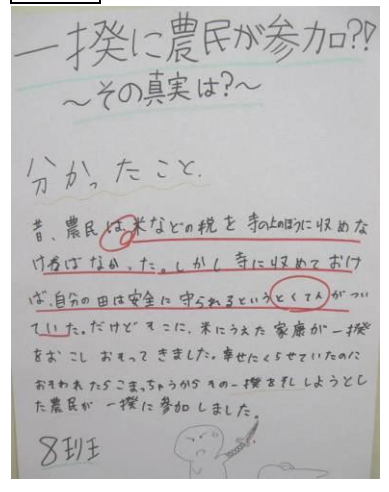 一揆に農民が参加?!
～その真実は?～
分かったこと.
昔、農民は米などの税を寺の上のほうに収めな
ければなかった。しかし寺に収めておけ
ば、自分の田は安全に守られるというとくてんがつい
ていた。だけどそこに、米にうえた家康が一揆
をおこしおそってきました。幸せにくらせていたのに
おそわれたらこまっちゃうからその一揆を乱しようとし
た農民が一揆に参加しました。
8班